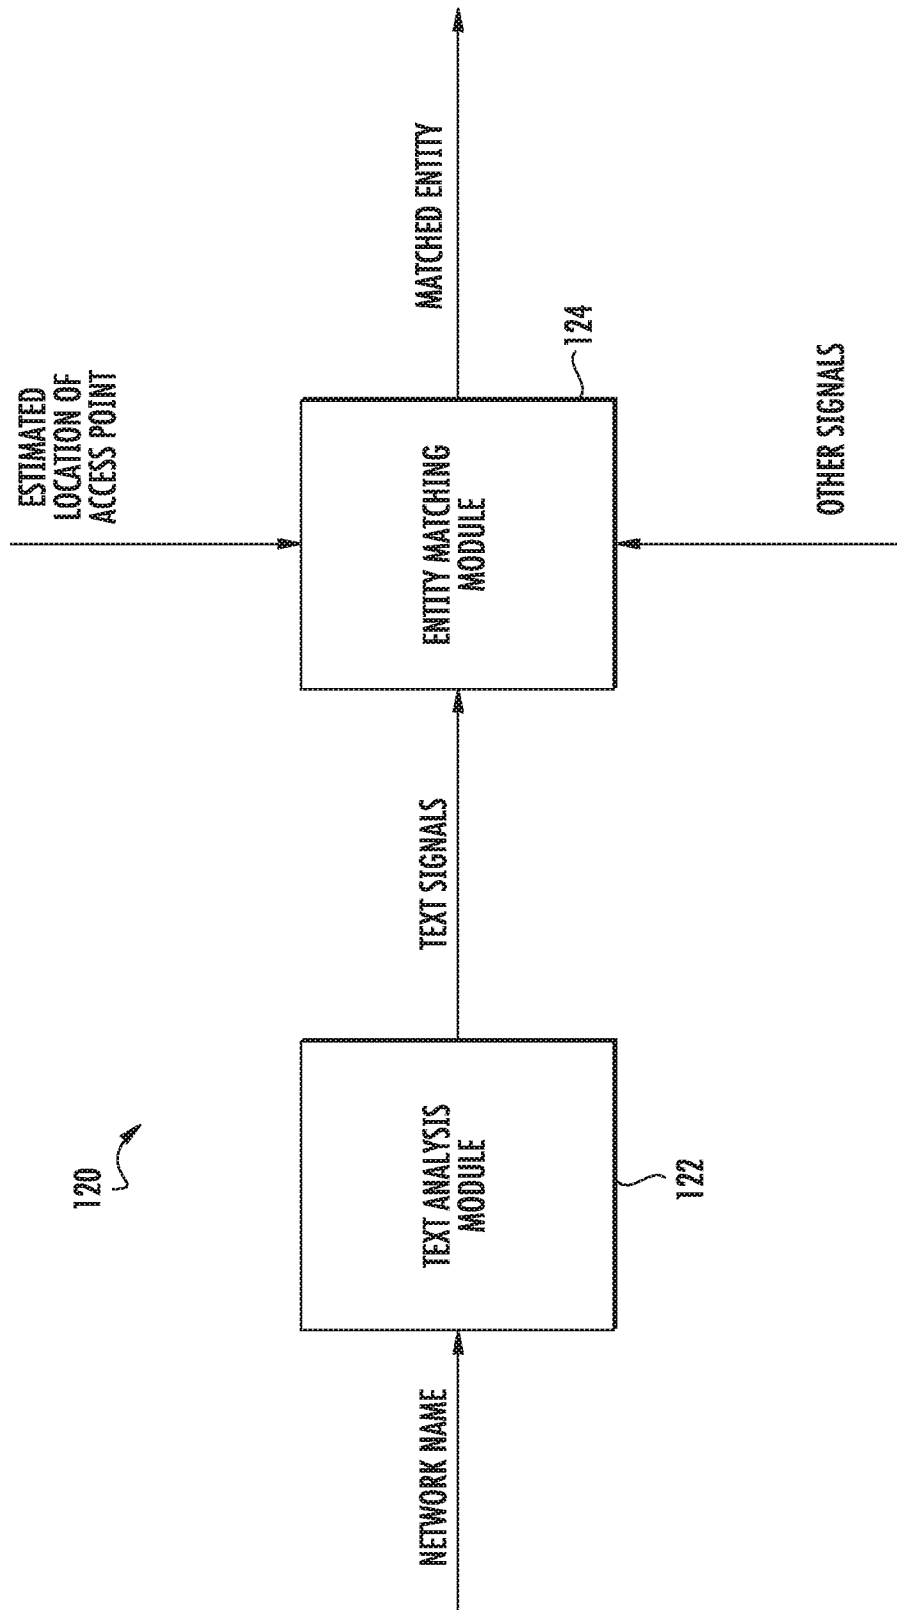 120
NETWORK NAME
TEXT ANALYSIS
MODULE
122
TEXT SIGNALS
ESTIMATED
LOCATION OF
ACCESS POINT
ENTITY MATCHING
MODULE
124
OTHER SIGNALS
MATCHED ENTITY